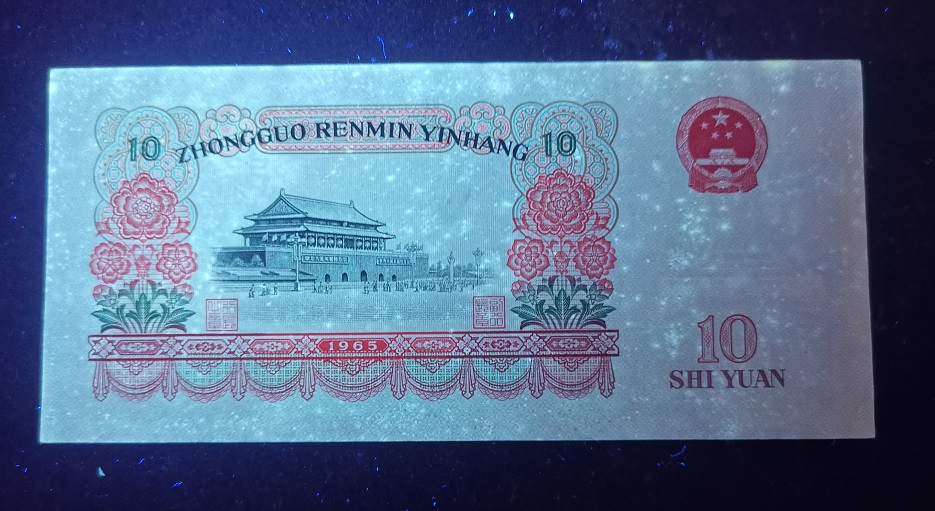 10 ZHONGGUO RENMIN YINHANG 10
1965
10
SHI YUAN